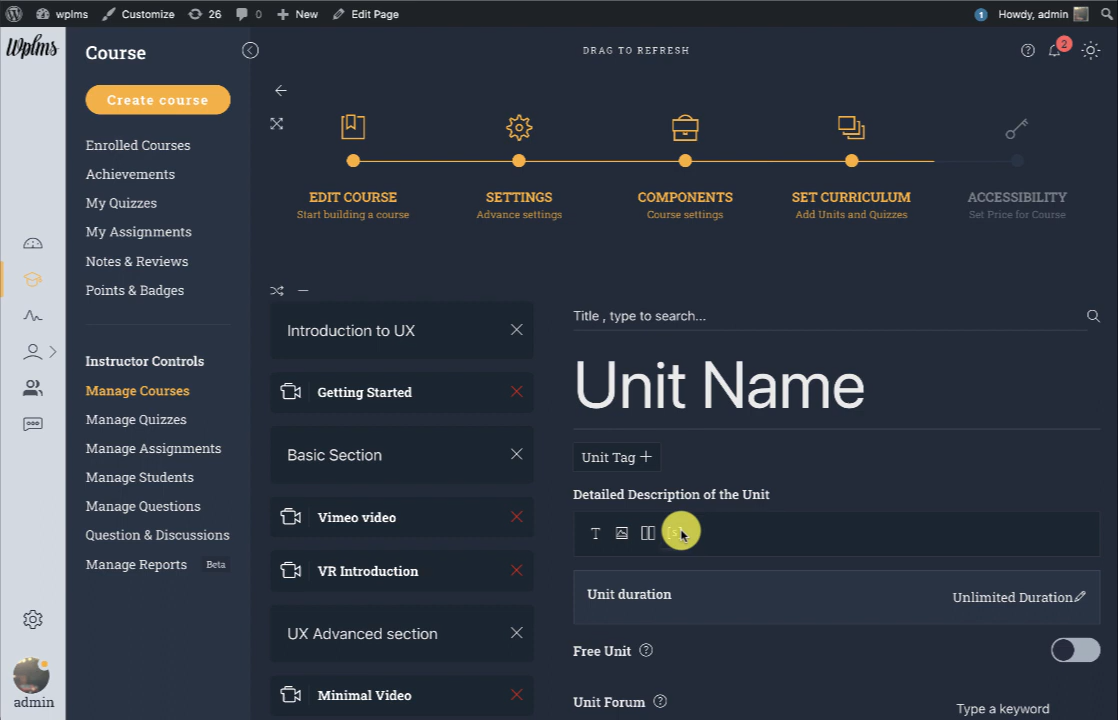 wplms
Customize
26
0
New
Edit Page
1
Howdy, admin
Wplms
Course
DRAG TO REFRESH
2
Create course
Enrolled Courses
Achievements
My Quizzes
My Assignments
Notes & Reviews
Points & Badges
Instructor Controls
Manage Courses
Manage Quizzes
Manage Assignments
Manage Students
Manage Questions
Question & Discussions
Manage Reports Beta
admin
EDIT COURSE
Start building a course
SETTINGS
Advance settings
COMPONENTS
Course settings
SET CURRICULUM
Add Units and Quizzes
ACCESSIBILITY
Set Price for Course
Introduction to UX
Getting Started
Basic Section
Vimeo video
VR Introduction
UX Advanced section
Minimal Video
Title , type to search...
Unit Name
Unit Tag +
Detailed Description of the Unit
Unit duration
Unlimited Duration
Free Unit
Unit Forum
Type a keyword